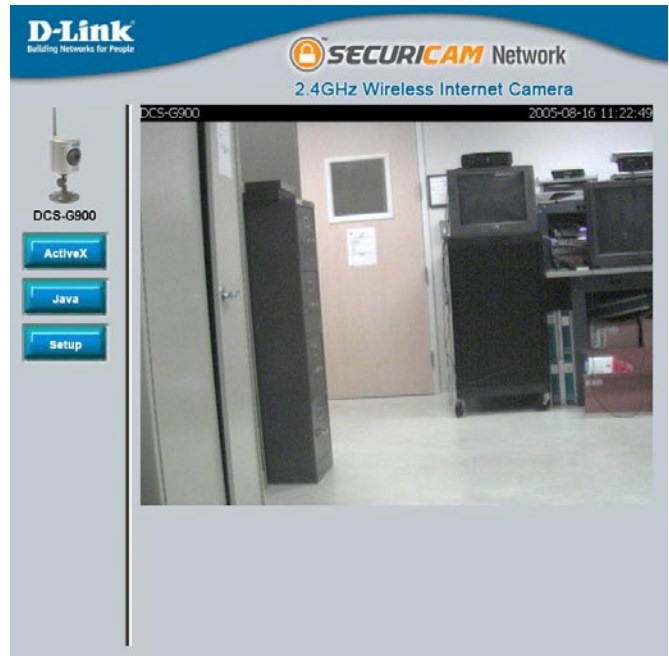 D-Link
Building Networks for People
SECURICAM Network
2.4GHz Wireless Internet Camera
DCS-G900
2005-08-16 11:22:49
DCS-G900
ActiveX
Java
Setup